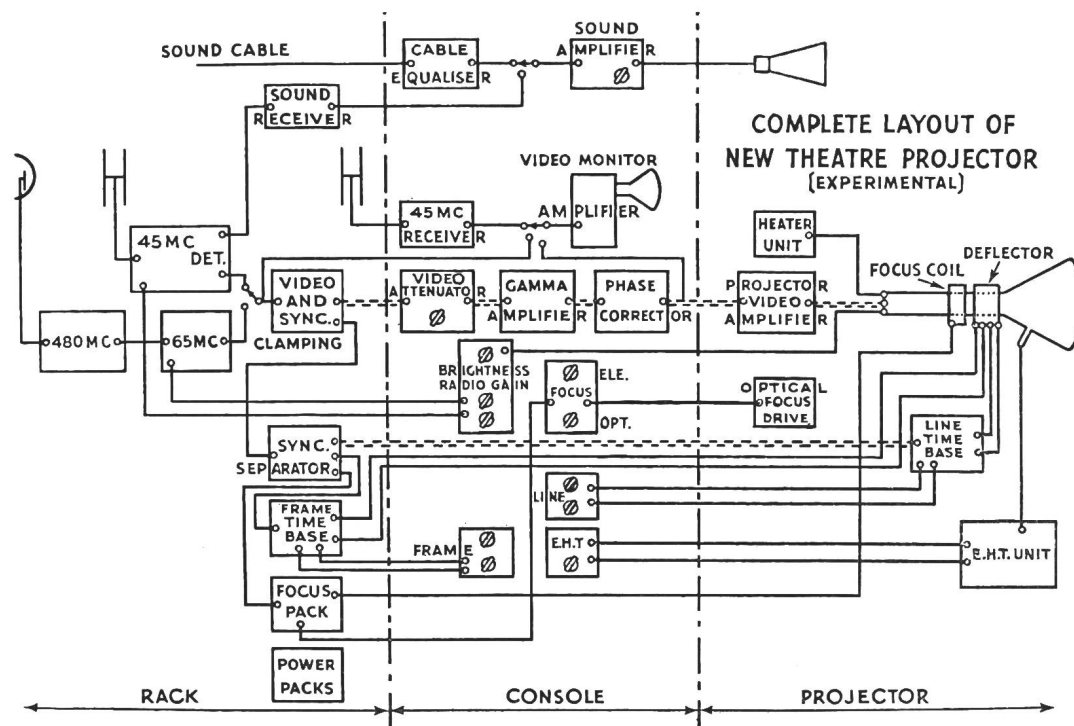 SOUND CABLE
CABLE
EQUALISER
SOUND
AMPLIFIER
SOUND
RECEIVER
COMPLETE LAYOUT OF
NEW THEATRE PROJECTOR
(EXPERIMENTAL)
VIDEO MONITOR
AMPLIFIER
45MC
RECEIVER
45MC
DET.
HEATER
UNIT
DEFLECTOR
FOCUS COIL
VIDEO
AND
SYNC.
CLAMPING
VIDEO
ATTENUATOR
GAMMA
AMPLIFIER
PHASE
CORRECTOR
PROJECTOR
VIDEO
AMPLIFIER
480MC
65MC
BRIGHTNESS
RADIO GAIN
ELE.
FOCUS
OPT.
OPTICAL
FOCUS
DRIVE
LINE
TIME
BASE
SYNC.
SEPARATOR
LINE
FRAME
TIME
BASE
FRAME
E.H.T
E.H.T. UNIT
FOCUS
PACK
POWER
PACKS
RACK
CONSOLE
PROJECTOR